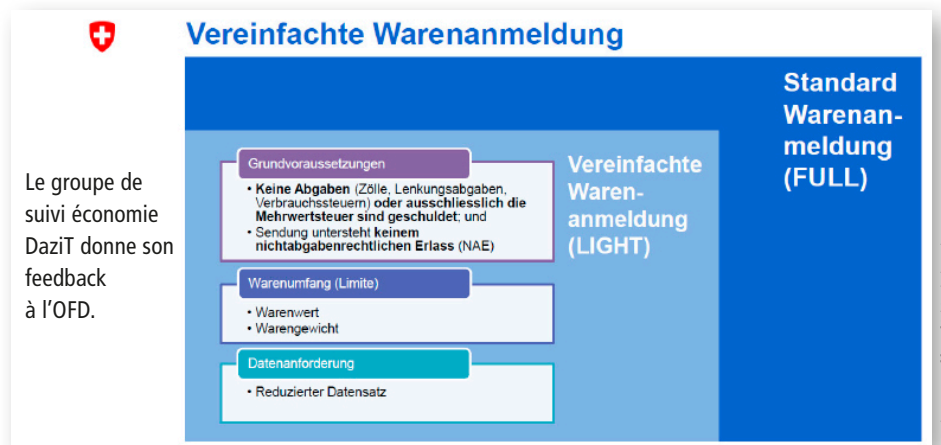 Vereinfachte Warenanmeldung
Le groupe de
suivi économie
DaziT donne son
feedback
à l'OFD.
Grundvoraussetzungen
• Keine Abgaben (Zölle, Lenkungsabgaben,
Verbrauchssteuern) oder ausschliesslich die
Mehrwertsteuer sind geschuldet; und
• Sendung untersteht keinem
nichtabgabenrechtlichen Erlass (NAE)
Warenumfang (Limite)
• Warenwert
• Warengewicht
Datenanforderung
• Reduzierter Datensatz
Vereinfachte
Waren-
anmeldung
(LIGHT)
Standard
Warenan-
meldung
(FULL)